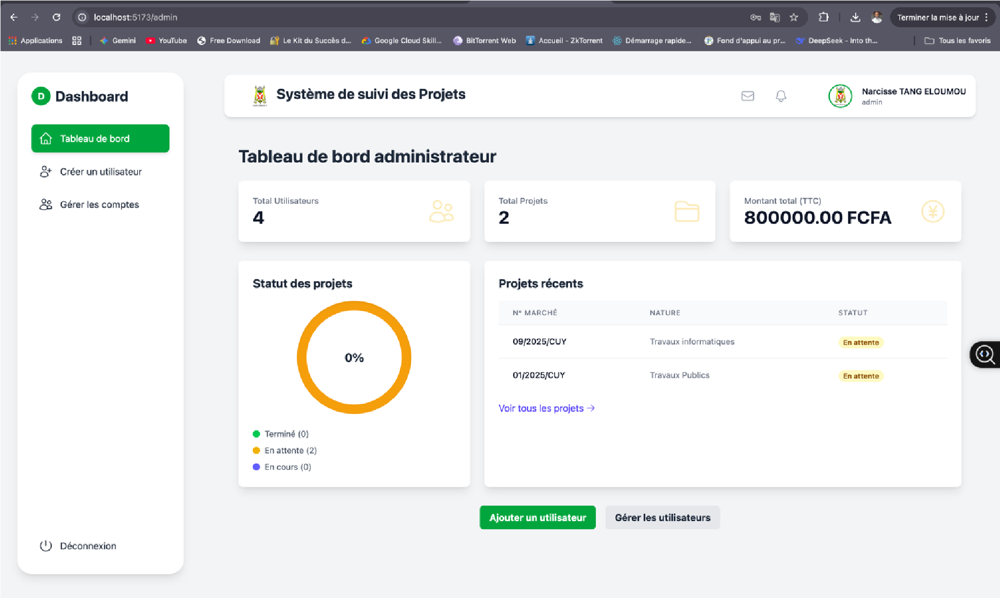 localhost:5173/admin
Terminer la mise à jour
Applications
Gemini
YouTube
Free Download
Le Kit du Succès d...
Google Cloud Skill...
BitTorrent Web
Accueil - ZkTorrent
Démarrage rapide...
Fond d'appui au pr...
DeepSeek - Into th...
Tous les favoris
D Dashboard
Tableau de bord
Créer un utilisateur
Gérer les comptes
Déconnexion
Système de suivi des Projets
Narcisse TANG ELOUMOU
admin
Tableau de bord administrateur
Total Utilisateurs
4
Total Projets
2
Montant total (TTC)
800000.00 FCFA
Statut des projets
0%
Terminé (0)
En attente (2)
En cours (0)
Projets récents
N° MARCHÉ NATURE STATUT
09/2025/CUY Travaux informatiques En attente
01/2025/CUY Travaux Publics En attente
Voir tous les projets →
Ajouter un utilisateur
Gérer les utilisateurs